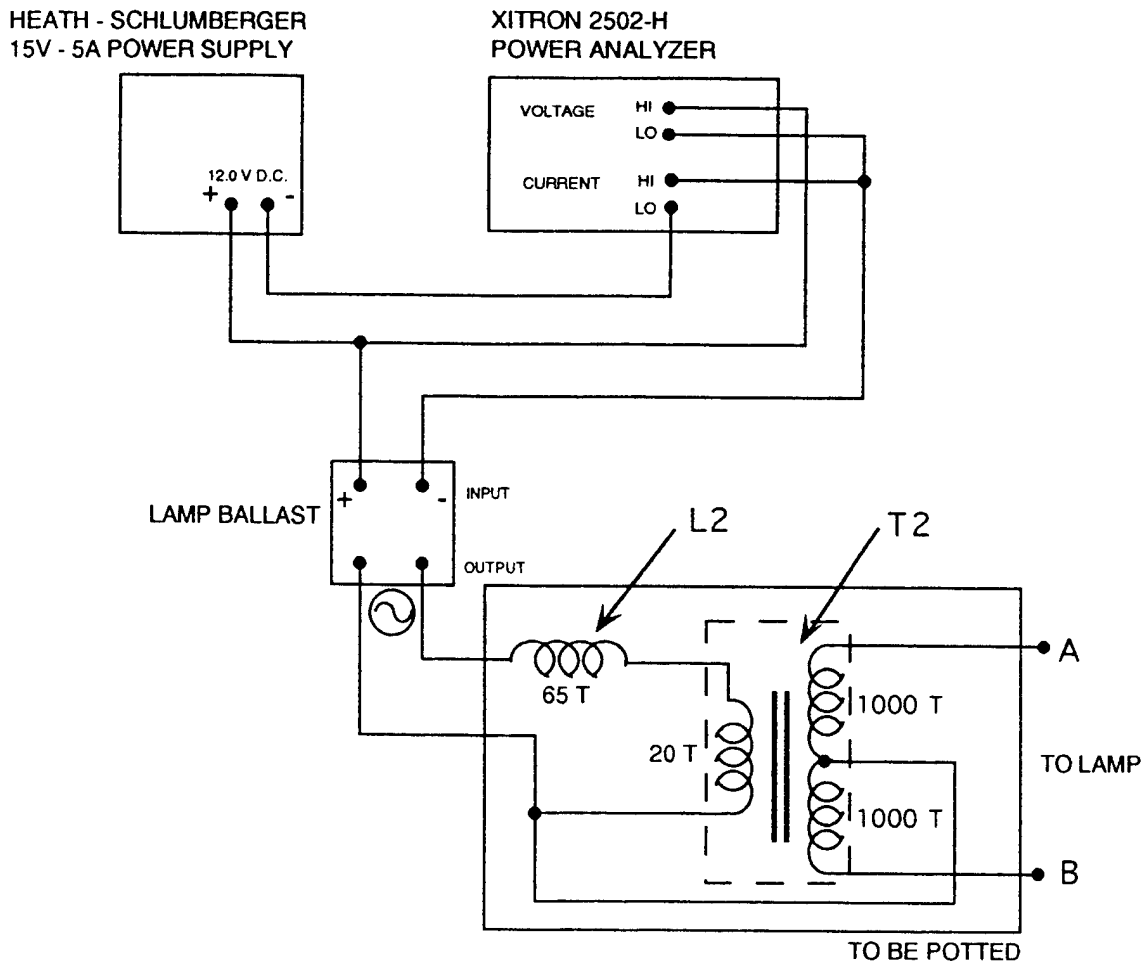 HEATH - SCHLUMBERGER
15V - 5A POWER SUPPLY
XITRON 2502-H
POWER ANALYZER
VOLTAGE HI
LO
CURRENT HI
LO
12.0 V D.C.
+ -
+ - INPUT
LAMP BALLAST
OUTPUT
L2
T2
65 T
20 T
1000 T
1000 T
A
TO LAMP
B
TO BE POTTED